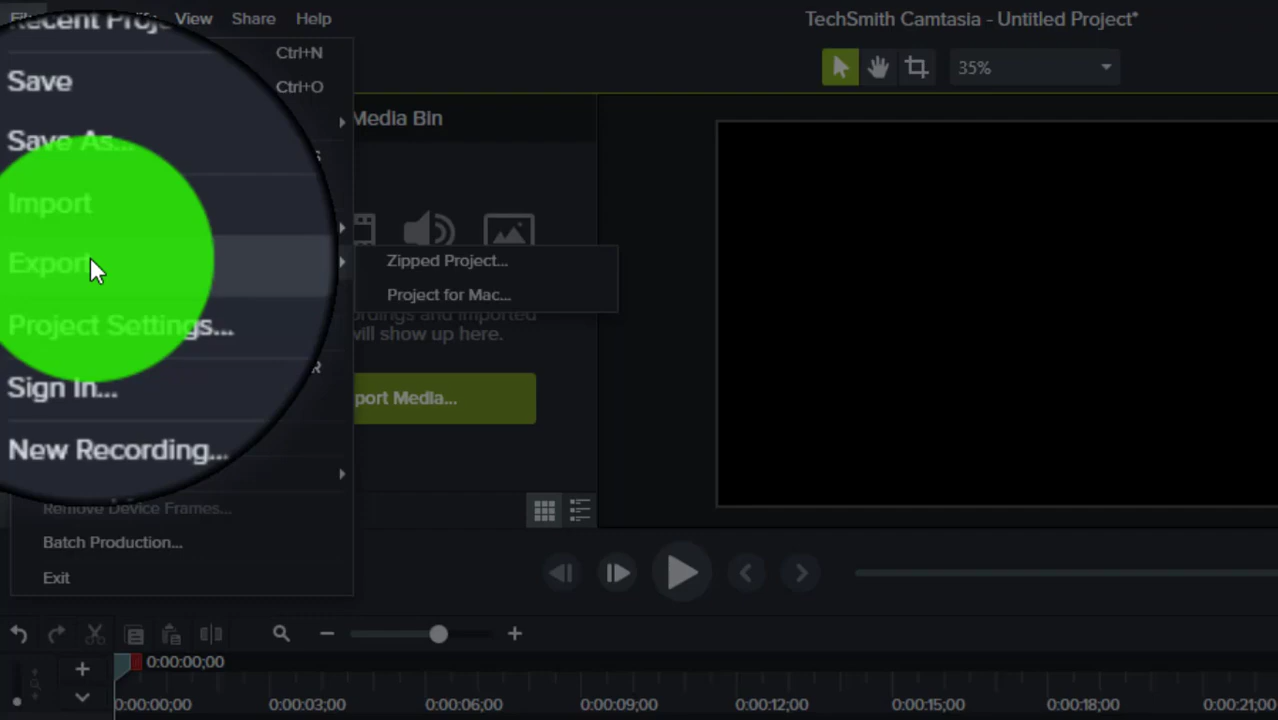 Recent Proje
View
Share
Help
TechSmith Camtasia - Untitled Project*
Ctrl+N
Save
Ctrl+O
35%
Media Bin
Save As...
S
Import
Export
Zipped Project...
Project for Mac...
Project Settings...
ordings and imported
will show up here.
R
Sign In...
port Media...
New Recording...
Remove Device Frames...
Batch Production...
Exit
0:00:00;00
0:00:00;00
0:00:03;00
0:00:06;00
0:00:09;00
0:00:12;00
0:00:15;00
0:00:18;00
0:00:21;00